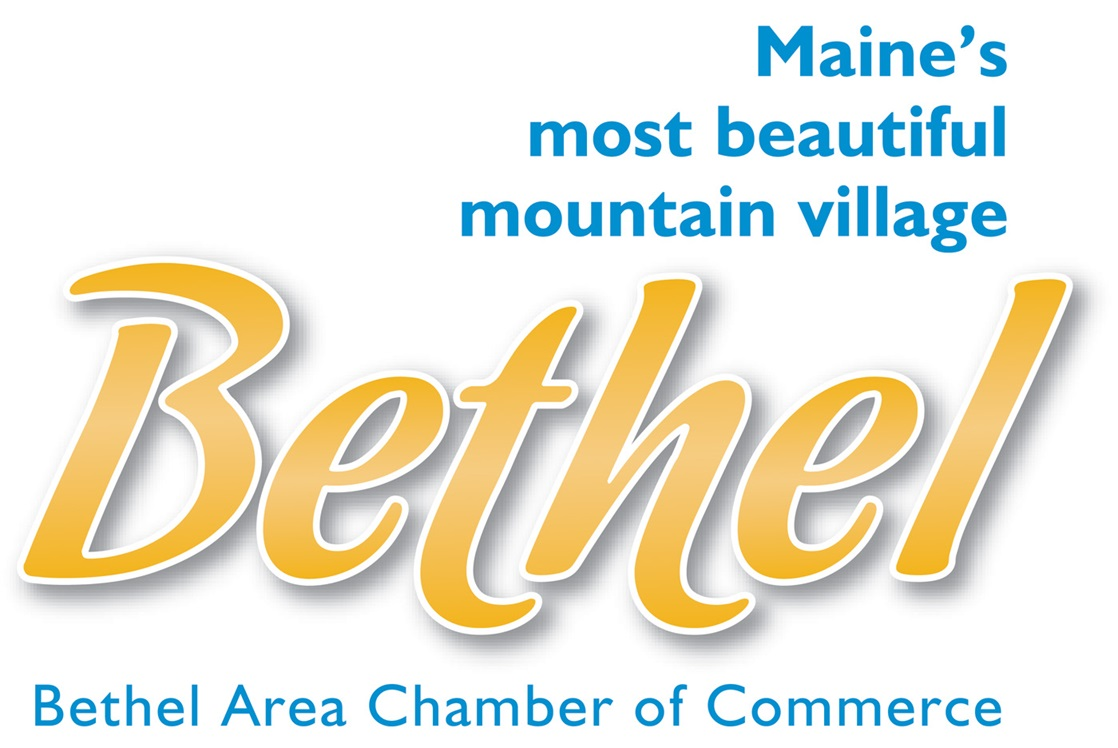 Maine’s
most beautiful
mountain village
Bethel
Bethel Area Chamber of Commerce